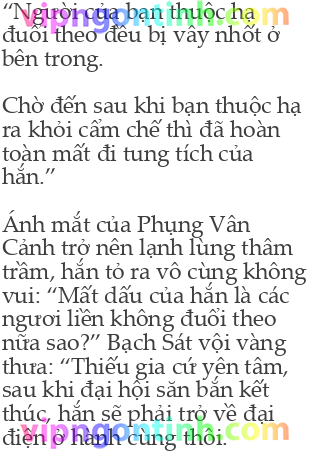 “Người của bạn thuộc hạ
đuổi theo đều bị vây nhốt ở
bên trong.
Chờ đến sau khi bạn thuộc hạ
ra khỏi cấm chế thì đã hoàn
toàn mất đi tung tích của
hắn.”
Ánh mắt của Phụng Vân
Cảnh trở nên lạnh lùng thâm
trầm, hắn tỏ ra vô cùng không
vui: “Mất dấu của hắn là các
ngươi liền không đuổi theo
nữa sao?” Bạch Sát vội vàng
thưa: “Thiếu gia cứ yên tâm,
sau khi đại hội săn bắn kết
thúc, hắn sẽ phải trở về đại
điện ở hành cung thôi.
vipngontinh.com
vipngontinh.com